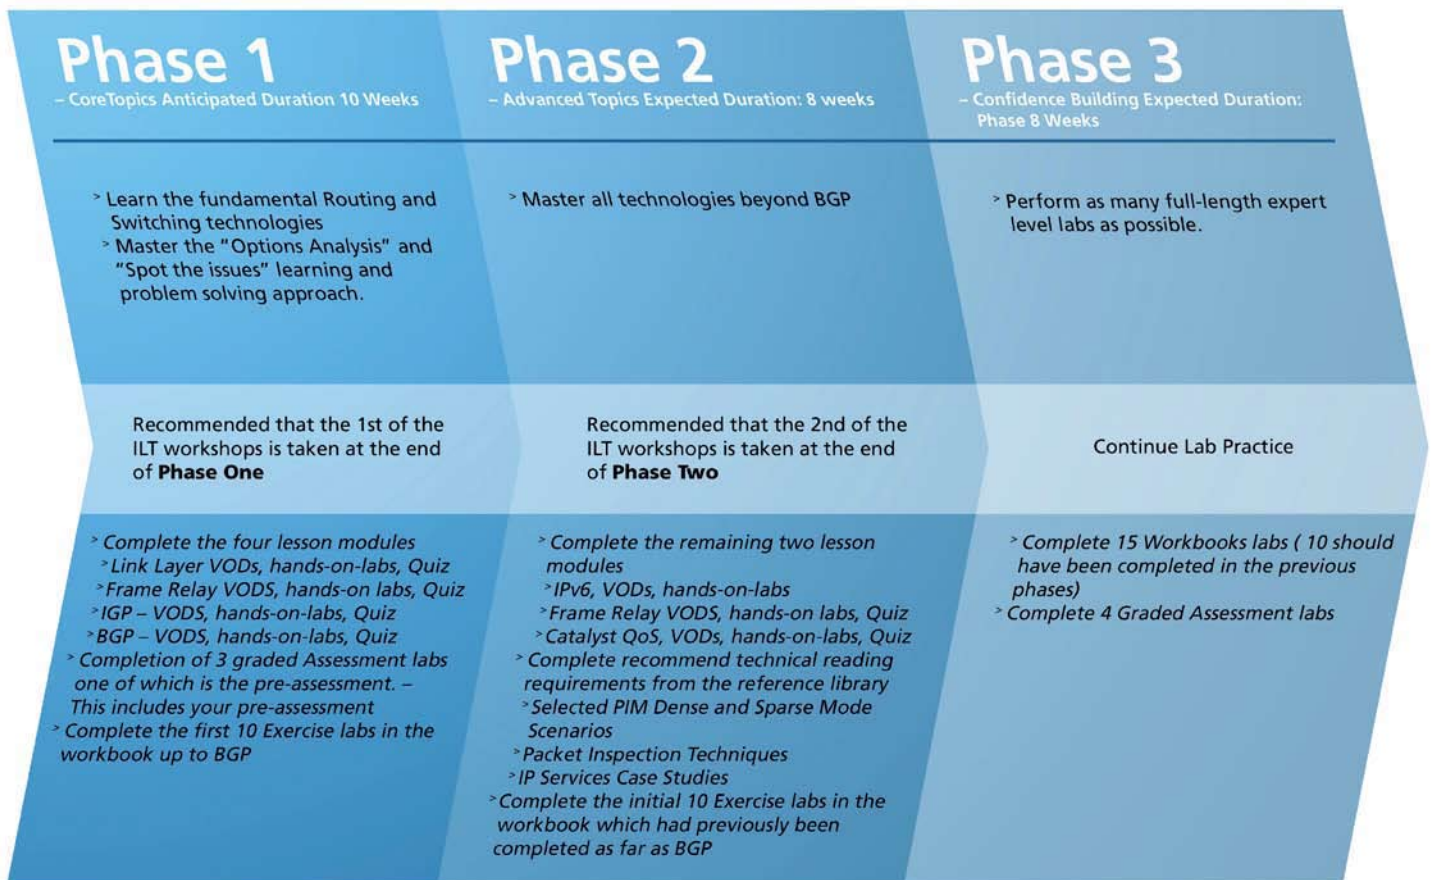 Phase 1
– CoreTopics Anticipated Duration 10 Weeks
> Learn the fundamental Routing and
Switching technologies
> Master the "Options Analysis" and
"Spot the issues" learning and
problem solving approach.
Recommended that the 1st of the
ILT workshops is taken at the end
of Phase One
> Complete the four lesson modules
> Link Layer VODs, hands-on-labs, Quiz
> Frame Relay VODS, hands-on labs, Quiz
> IGP – VODS, hands-on-labs, Quiz
> BGP – VODS, hands-on-labs, Quiz
> Completion of 3 graded Assessment labs
one of which is the pre-assessment. –
This includes your pre-assessment
> Complete the first 10 Exercise labs in the
workbook up to BGP
Phase 2
– Advanced Topics Expected Duration: 8 weeks
> Master all technologies beyond BGP
Recommended that the 2nd of the
ILT workshops is taken at the end
of Phase Two
> Complete the remaining two lesson
modules
> IPv6, VODs, hands-on-labs
> Frame Relay VODS, hands-on labs, Quiz
> Catalyst QoS, VODs, hands-on-labs, Quiz
> Complete recommend technical reading
requirements from the reference library
> Selected PIM Dense and Sparse Mode
Scenarios
> Packet Inspection Techniques
> IP Services Case Studies
> Complete the initial 10 Exercise labs in the
workbook which had previously been
completed as far as BGP
Phase 3
– Confidence Building Expected Duration:
Phase 8 Weeks
> Perform as many full-length expert
level labs as possible.
Continue Lab Practice
> Complete 15 Workbooks labs ( 10 should
have been completed in the previous
phases)
> Complete 4 Graded Assessment labs